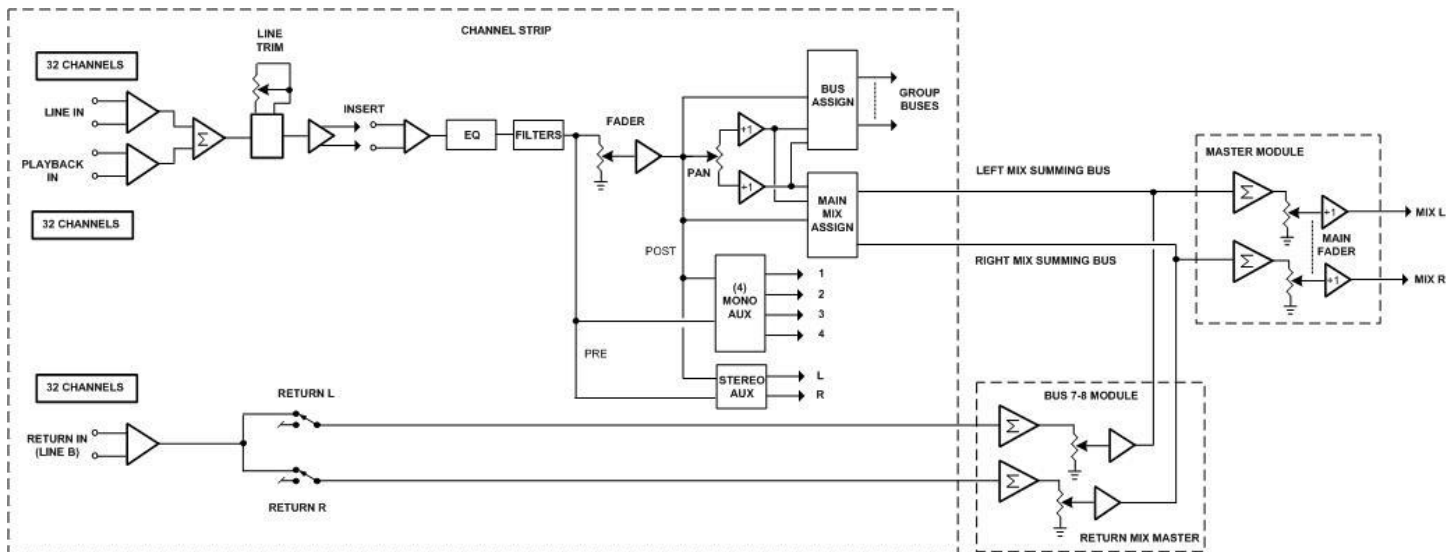 CHANNEL STRIP
LINE
TRIM
32 CHANNELS
LINE IN
PLAYBACK
IN
32 CHANNELS
Σ
INSERT
EQ
FILTERS
FADER
PAN
+1
+1
BUS
ASSIGN
GROUP
BUSES
MAIN
MIX
ASSIGN
POST
PRE
(4)
MONO
AUX
1
2
3
4
STEREO
AUX
L
R
LEFT MIX SUMMING BUS
RIGHT MIX SUMMING BUS
MASTER MODULE
Σ
Σ
+1
+1
MAIN
FADER
MIX L
MIX R
32 CHANNELS
RETURN IN
(LINE B)
RETURN L
RETURN R
BUS 7-8 MODULE
Σ
Σ
RETURN MIX MASTER